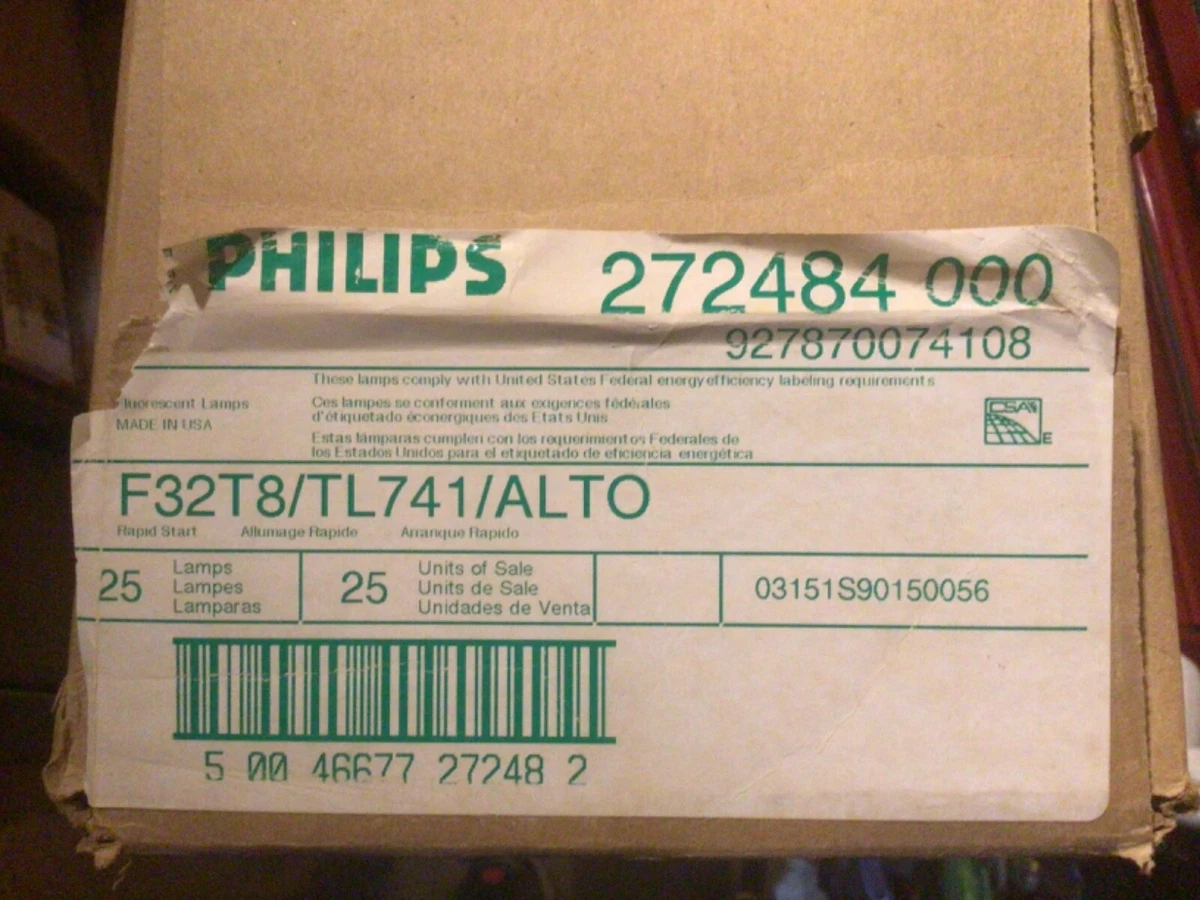 PHILIPS
272484 000
927870074108
These lamps comply with United States Federal energy efficiency labeling requirements
Fluorescent Lamps
MADE IN USA
Ces lampes se conforment aux exigences fédérales
d'étiquetado éconergiques des Etats Unis
Estas lámparas cumplen con los requerimientos Federales de
los Estados Unidos para el etiquetado de eficiencia energética
CSA
E
F32T8/TL741/ALTO
Rapid Start Allumage Rapide Arranque Rapido
25
Lamps
Lampes
Lamparas
25
Units of Sale
Units de Sale
Unidades de Venta
03151S90150056
5 00 46677 27248 2